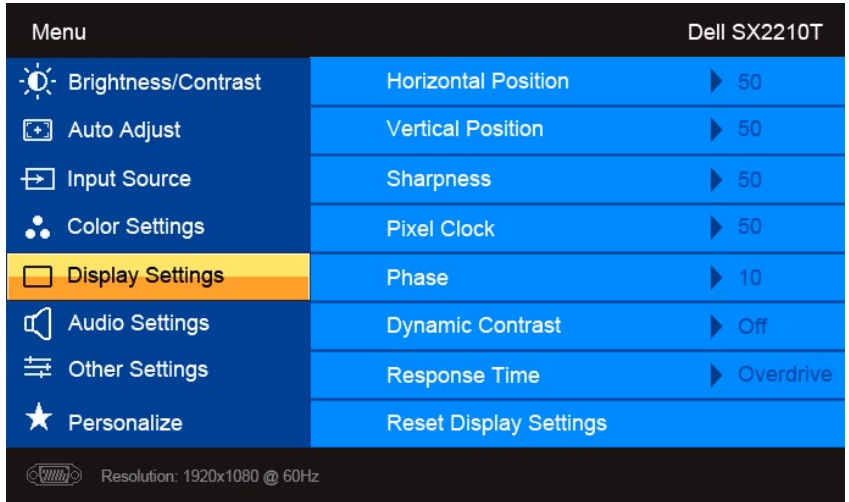 Menu Dell SX2210T
Brightness/Contrast Horizontal Position 50
Auto Adjust Vertical Position 50
Input Source Sharpness 50
Color Settings Pixel Clock 50
Display Settings Phase 10
Audio Settings Dynamic Contrast Off
Other Settings Response Time Overdrive
Personalize Reset Display Settings
Resolution: 1920x1080 @ 60Hz